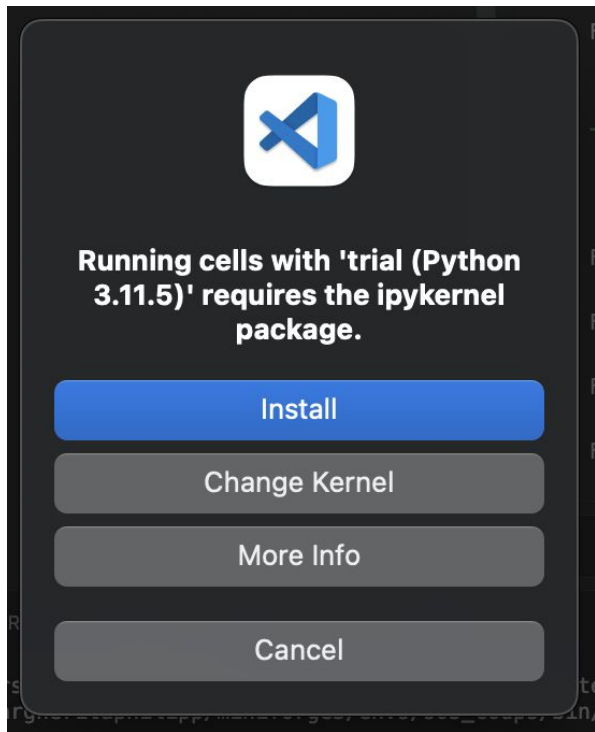 Running cells with 'trial (Python
3.11.5)' requires the ipykernel
package.
Install
Change Kernel
More Info
Cancel